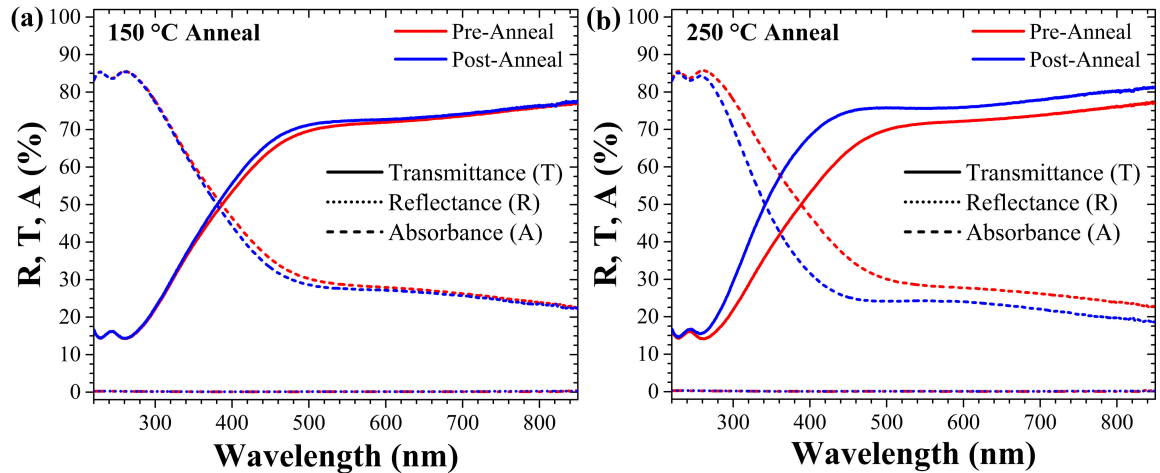 (a)
150 °C Anneal
Pre-Anneal
Post-Anneal
Transmittance (T)
Reflectance (R)
Absorbance (A)
R, T, A (%)
100
90
80
70
60
50
40
30
20
10
0
300 400 500 600 700 800
Wavelength (nm)
(b)
250 °C Anneal
Pre-Anneal
Post-Anneal
Transmittance (T)
Reflectance (R)
Absorbance (A)
R, T, A (%)
100
90
80
70
60
50
40
30
20
10
0
300 400 500 600 700 800
Wavelength (nm)